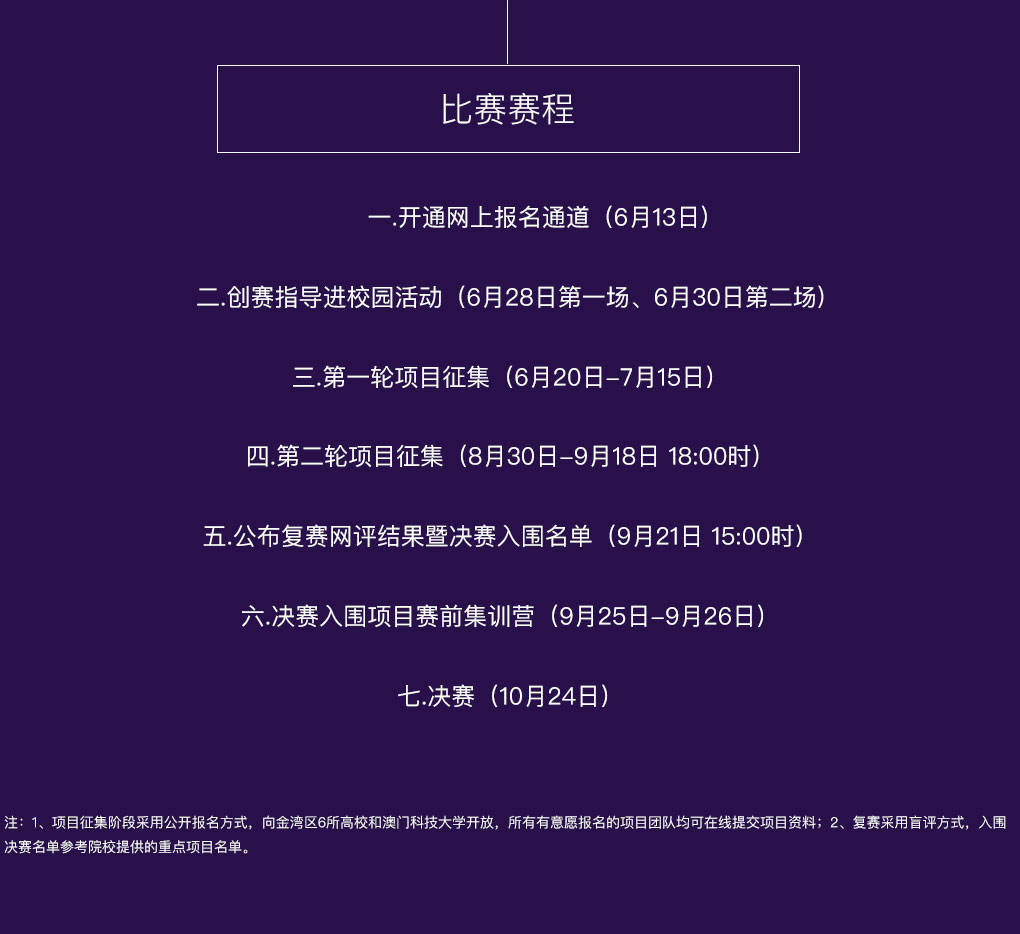 比赛赛程
一.开通网上报名通道（6月13日）
二.创赛指导进校园活动（6月28日第一场、6月30日第二场）
三.第一轮项目征集（6月20日–7月15日）
四.第二轮项目征集（8月30日–9月18日 18:00时）
五.公布复赛网评结果暨决赛入围名单（9月21日 15:00时）
六.决赛入围项目赛前集训营（9月25日–9月26日）
七.决赛（10月24日）
注：1、项目征集阶段采用公开报名方式，向金湾区6所高校和澳门科技大学开放，所有有意愿报名的项目团队均可在线提交项目资料；2、复赛采用盲评方式，入围
决赛名单参考院校提供的重点项目名单。